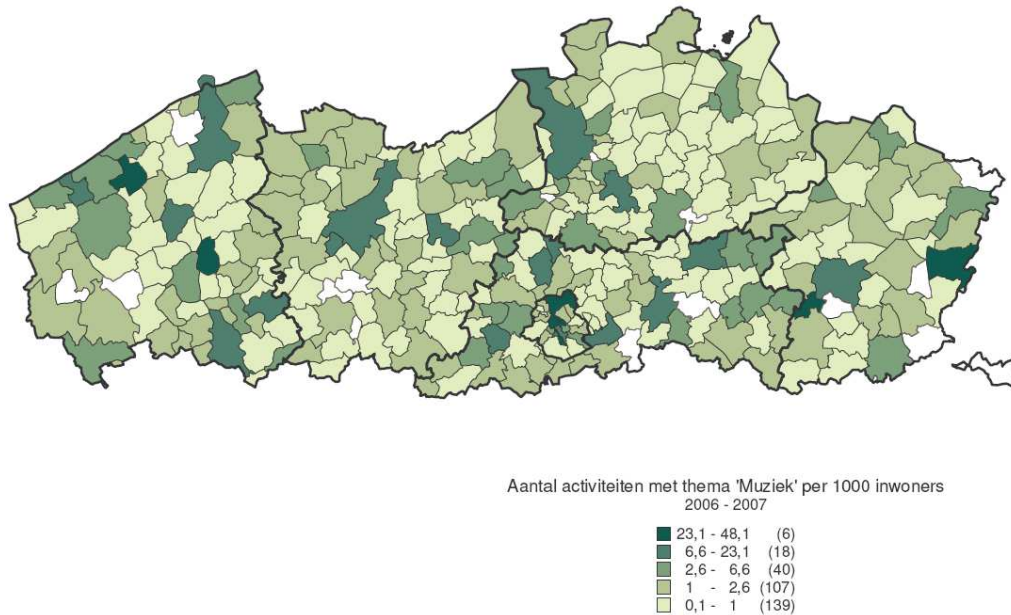 Aantal activiteiten met thema 'Muziek' per 1000 inwoners
2006 - 2007
23,1 - 48,1 (6)
6,6 - 23,1 (18)
2,6 - 6,6 (40)
1 - 2,6 (107)
0,1 - 1 (139)